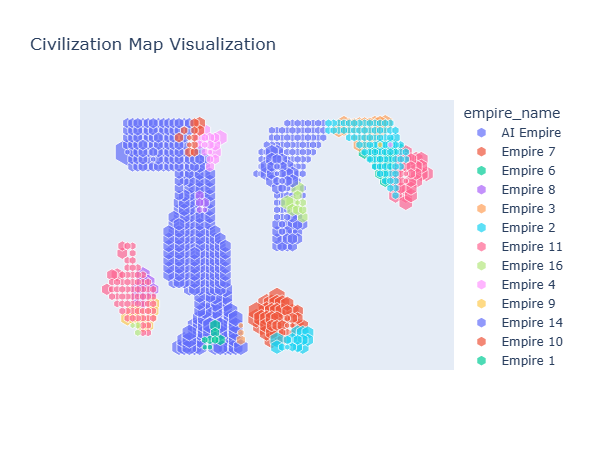 Civilization Map Visualization
empire_name
AI Empire
Empire 7
Empire 6
Empire 8
Empire 3
Empire 2
Empire 11
Empire 16
Empire 4
Empire 9
Empire 14
Empire 10
Empire 1